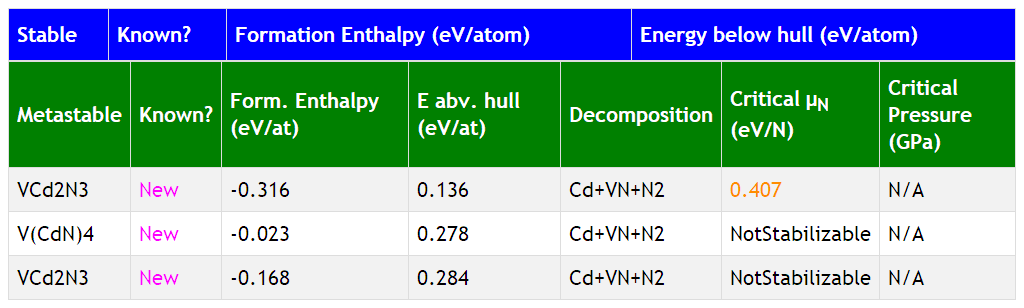 Stable Known? Formation Enthalpy (eV/atom) Energy below hull (eV/atom)
Metastable Known? Form. Enthalpy (eV/at) E abv. hull (eV/at) Decomposition Critical μN (eV/N) Critical Pressure (GPa)
VCd2N3 New -0.316 0.136 Cd+VN+N2 0.407 N/A
V(CdN)4 New -0.023 0.278 Cd+VN+N2 NotStabilizable N/A
VCd2N3 New -0.168 0.284 Cd+VN+N2 NotStabilizable N/A